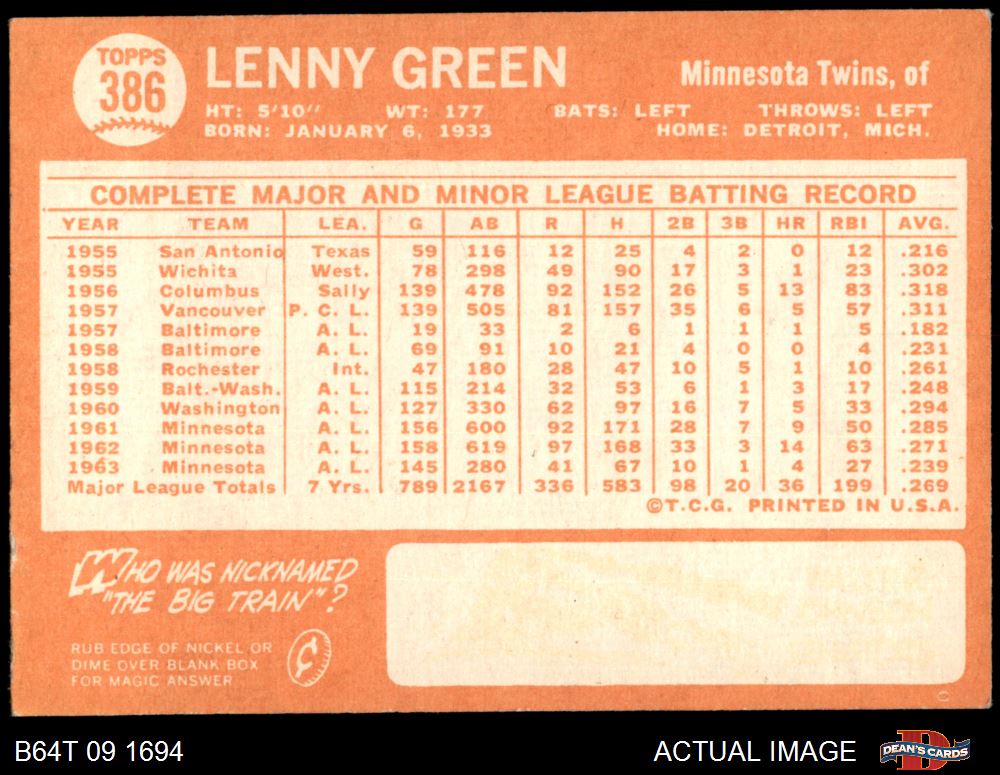 TOPPS
386
LENNY GREEN
Minnesota Twins, of
HT: 5'10" WT: 177 BATS: LEFT THROWS: LEFT
BORN: JANUARY 6, 1933 HOME: DETROIT, MICH.
COMPLETE MAJOR AND MINOR LEAGUE BATTING RECORD
YEAR TEAM LEA. G AB R H 2B 3B HR RBI AVG.
1955 San Antonio Texas 59 116 12 25 4 2 0 12 .216
1955 Wichita West. 78 298 49 90 17 3 1 23 .302
1956 Columbus Sally 139 478 92 152 26 5 13 83 .318
1957 Vancouver P. C. L. 139 505 81 157 35 6 5 57 .311
1957 Baltimore A. L. 19 33 2 6 1 1 1 5 .182
1958 Baltimore A. L. 69 91 10 21 4 0 0 4 .231
1958 Rochester Int. 47 180 28 47 10 5 1 10 .261
1959 Balt.-Wash. A. L. 115 214 32 53 6 1 3 17 .248
1960 Washington A. L. 127 330 62 97 16 7 5 33 .294
1961 Minnesota A. L. 156 600 92 171 28 7 9 50 .285
1962 Minnesota A. L. 158 619 97 168 33 3 14 63 .271
1963 Minnesota A. L. 145 280 41 67 10 1 4 27 .239
Major League Totals 7 Yrs. 789 2167 336 583 98 20 36 199 .269
©T.C.G. PRINTED IN U.S.A.
WHO WAS NICKNAMED
"THE BIG TRAIN"?
RUB EDGE OF NICKEL OR
DIME OVER BLANK BOX
FOR MAGIC ANSWER
¢
B64T 09 1694 ACTUAL IMAGE
D
DEAN'S CARDS